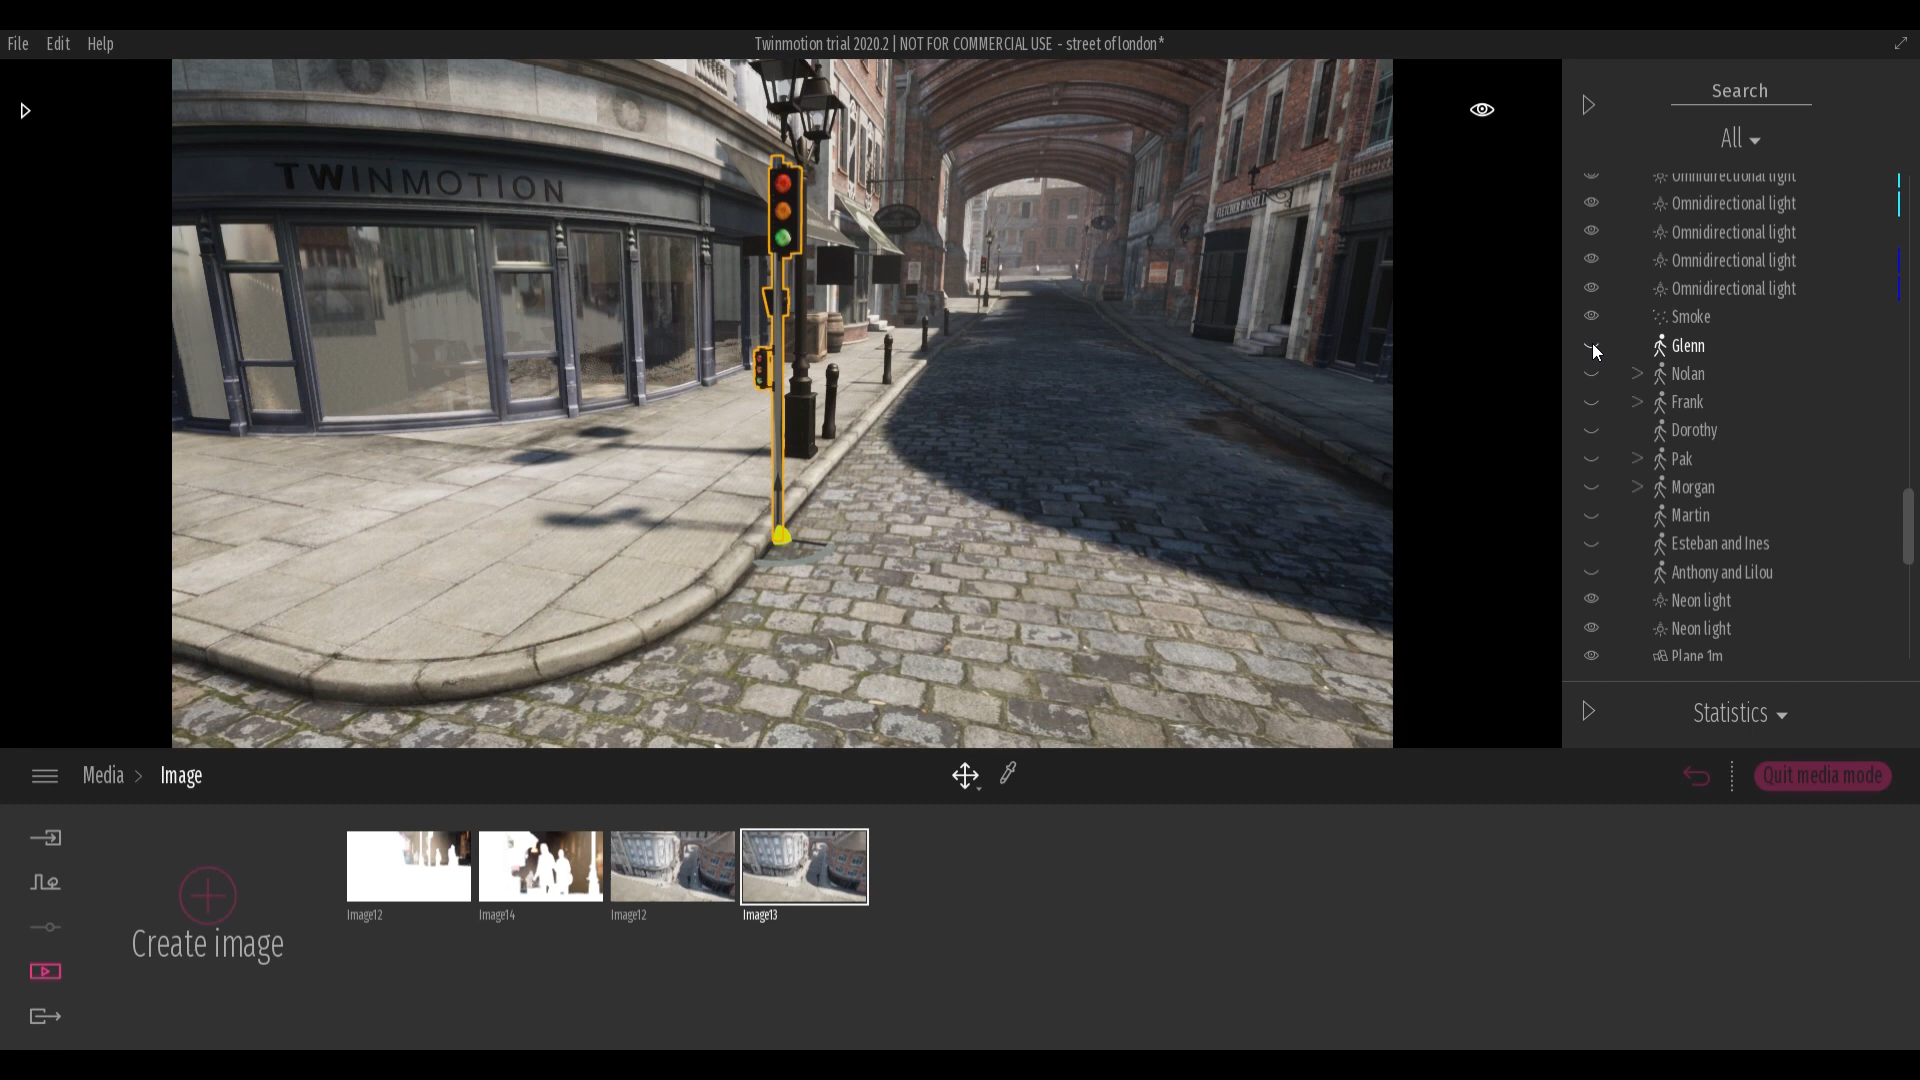 File Edit Help
Twinmotion trial 2020.2 | NOT FOR COMMERCIAL USE - street of london*
Search
All
TWINMOTION
Omnidirectional light
Omnidirectional light
Omnidirectional light
Omnidirectional light
Omnidirectional light
Smoke
Glenn
> Nolan
> Frank
Dorothy
> Pak
> Morgan
Martin
Esteban and Ines
Anthony and Lilou
Neon light
Neon light
Plane 1m
Statistics
Media > Image
Quit media mode
Create image
Image12
Image14
Image12
Image13